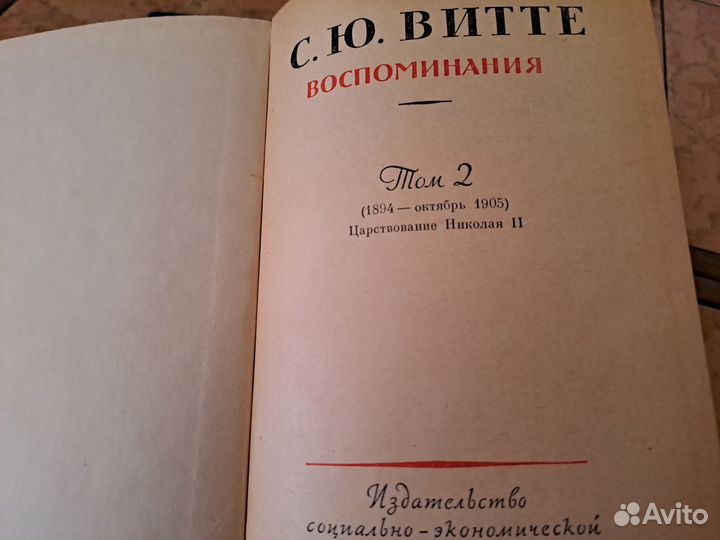 С. Ю. ВИТТЕ
ВОСПОМИНАНИЯ
Том 2
(1894 — октябрь 1905)
Царствование Николая II
Издательство
социально-экономической
Avito